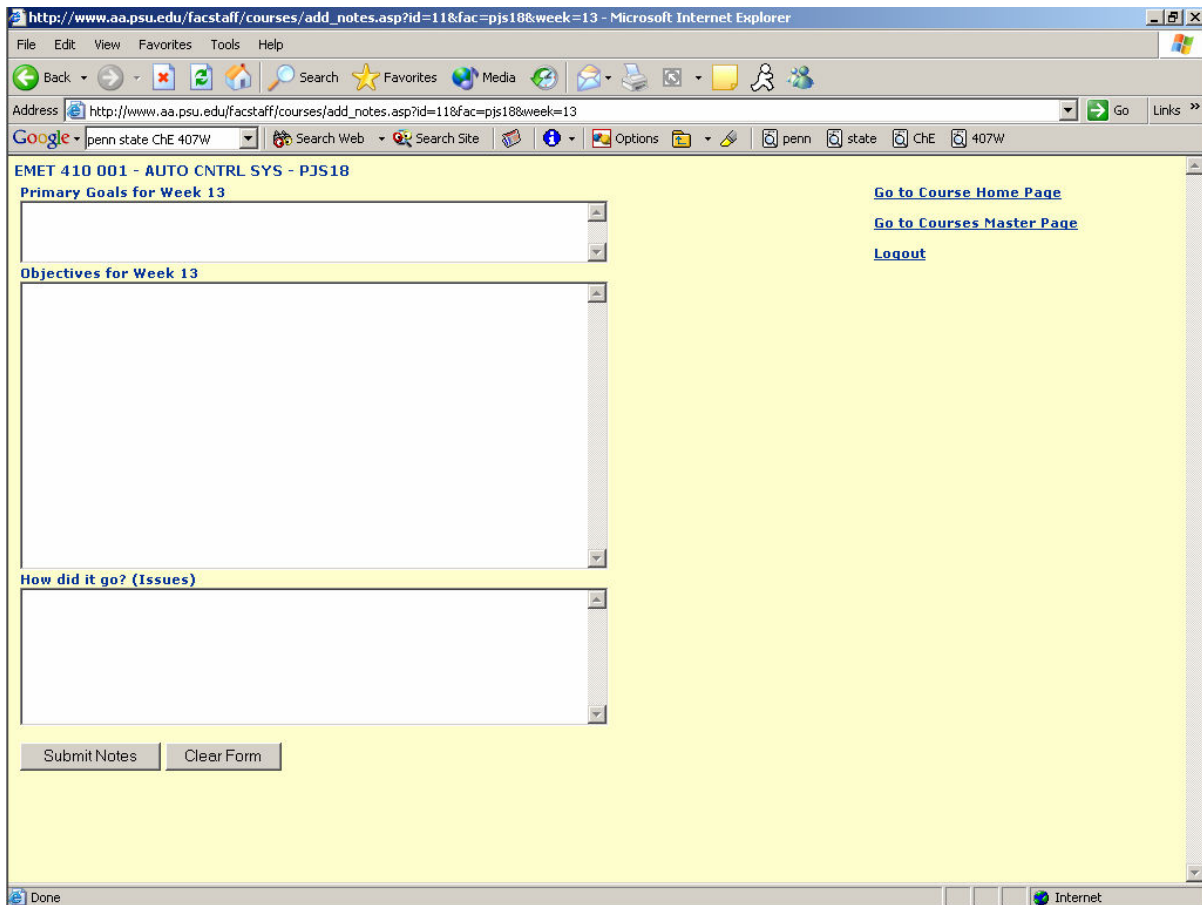 http://www.aa.psu.edu/facstaff/courses/add_notes.asp?id=11&fac=pjs18&week=13 - Microsoft Internet Explorer
File Edit View Favorites Tools Help
Back Search Favorites Media
Address http://www.aa.psu.edu/facstaff/courses/add_notes.asp?id=11&fac=pjs18&week=13 Go Links »
Google penn state ChE 407W Search Web Search Site Options penn state ChE 407W
EMET 410 001 - AUTO CNTRL SYS - PJS18
Primary Goals for Week 13
Go to Course Home Page
Go to Courses Master Page
Logout
Objectives for Week 13
How did it go? (Issues)
Submit Notes Clear Form
Done Internet